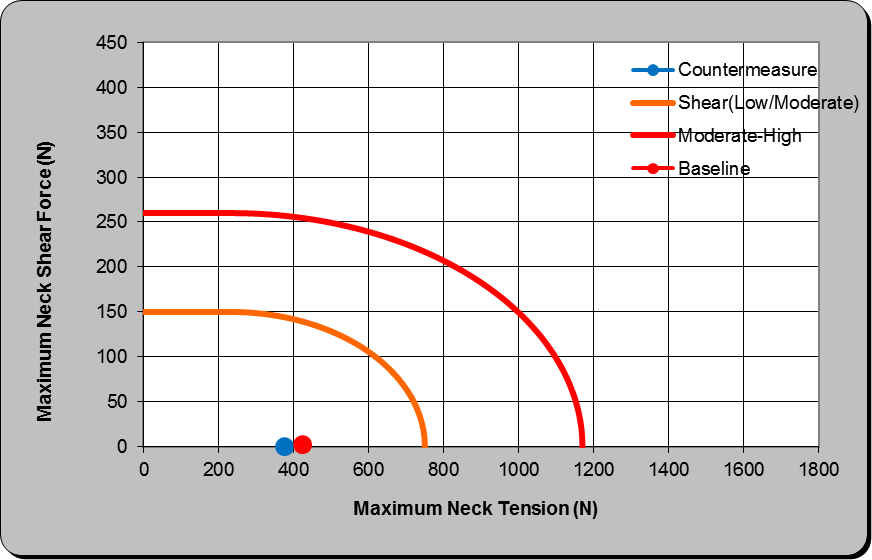 450
400
350
300
250
200
150
100
50
0
Maximum Neck Shear Force (N)
Countermeasure
Shear(Low/Moderate)
Moderate-High
Baseline
0 200 400 600 800 1000 1200 1400 1600 1800
Maximum Neck Tension (N)